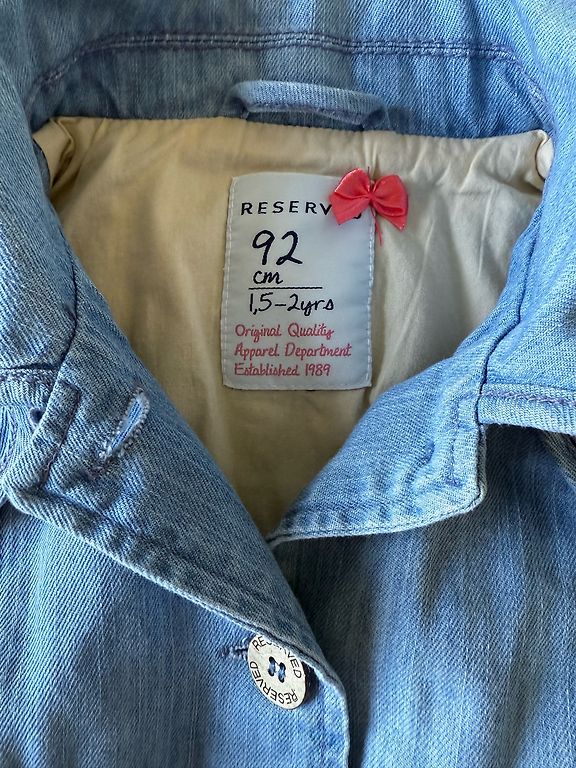 RESERV
92
cm
1,5-2yrs
Original Quality
Apparel Department
Established 1989
RESERVED
RESERVED